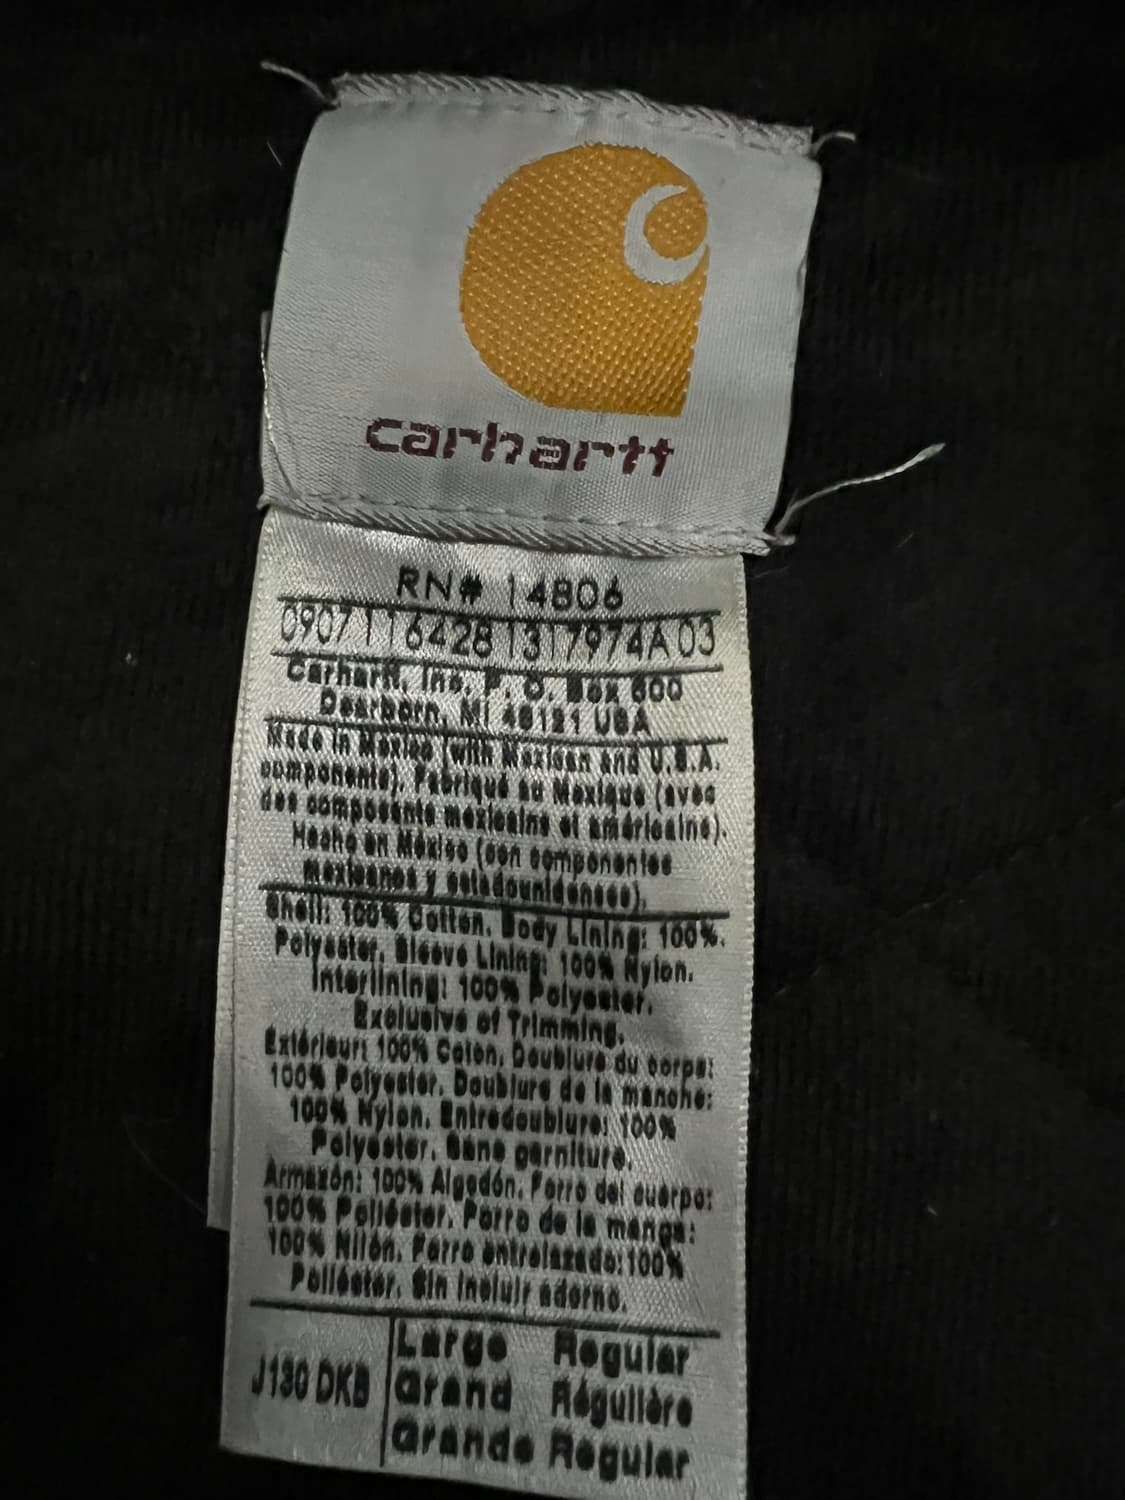 carhartt
RN# 14806
0907116428 1317974A 03
Carhartt, Inc. P. O. Box 600
Dearborn, MI 48121 USA
Made in Mexico (with Mexican and U.S.A.
components). Fabriqué au Mexique (avec
des composants mexicains et américains).
Hecho en México (con componentes
mexicanos y estadounidenses).
Shell: 100% Cotton. Body Lining: 100%.
Polyester. Sleeve Lining: 100% Nylon.
Interlining: 100% Polyester.
Exclusive of Trimming.
Extérieur: 100% Coton. Doublure du corps:
100% Polyester. Doublure de la manche:
100% Nylon. Entredoublure: 100%
Polyester. Sans garniture.
Armazón: 100% Algodón. Forro del cuerpo:
100% Poliéster. Forro de la manga:
100% Nilón. Forro entrelazado: 100%
Poliéster. Sin incluir adorno.
J130 DKB
Large Regular
Grand Régulière
Grande Regular